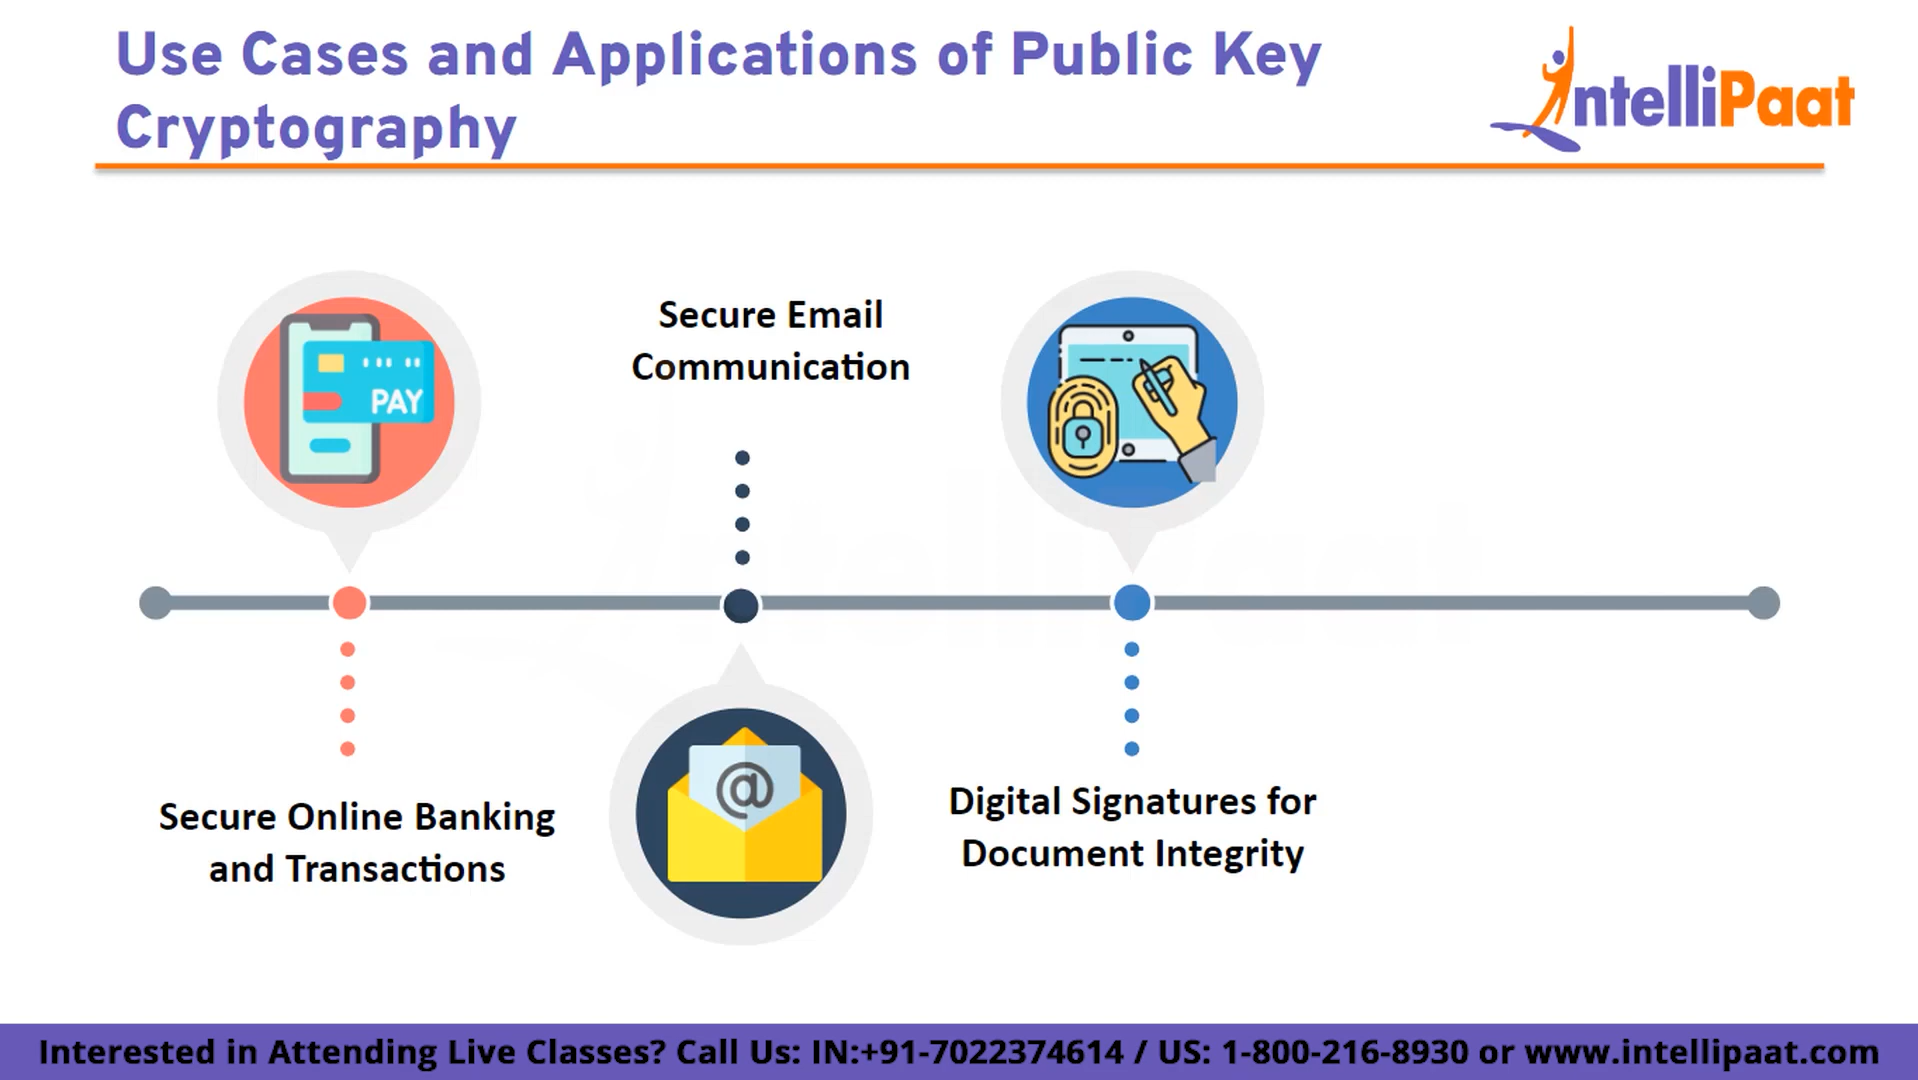 Use Cases and Applications of Public Key
Cryptography
IntelliPaat
PAY
Secure Email
Communication
@
IntelliPaat
Secure Online Banking
and Transactions
Digital Signatures for
Document Integrity
Interested in Attending Live Classes? Call Us: IN:+91-7022374614 / US: 1-800-216-8930 or www.intellipaat.com